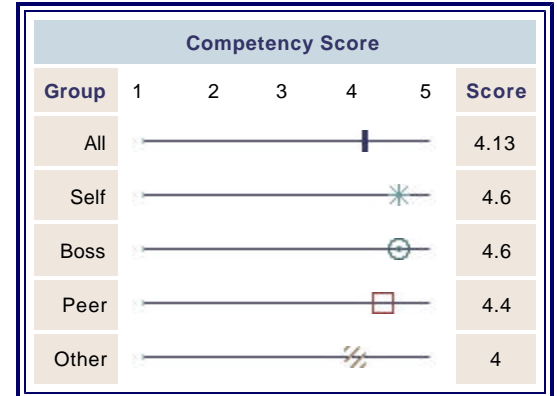 Competency Score
Group 1 2 3 4 5 Score
All 4.13
Self 4.6
Boss 4.6
Peer 4.4
Other 4